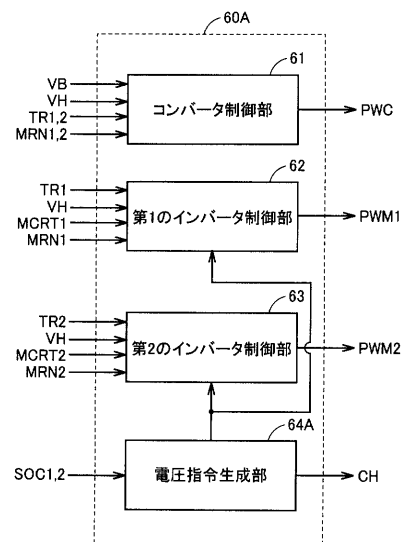 60A
61
VB
VH
TR1,2
MRN1,2
コンバータ制御部
PWC
62
TR1
VH
MCRT1
MRN1
第1のインバータ制御部
PWM1
63
TR2
VH
MCRT2
MRN2
第2のインバータ制御部
PWM2
64A
SOC1,2
電圧指令生成部
CH